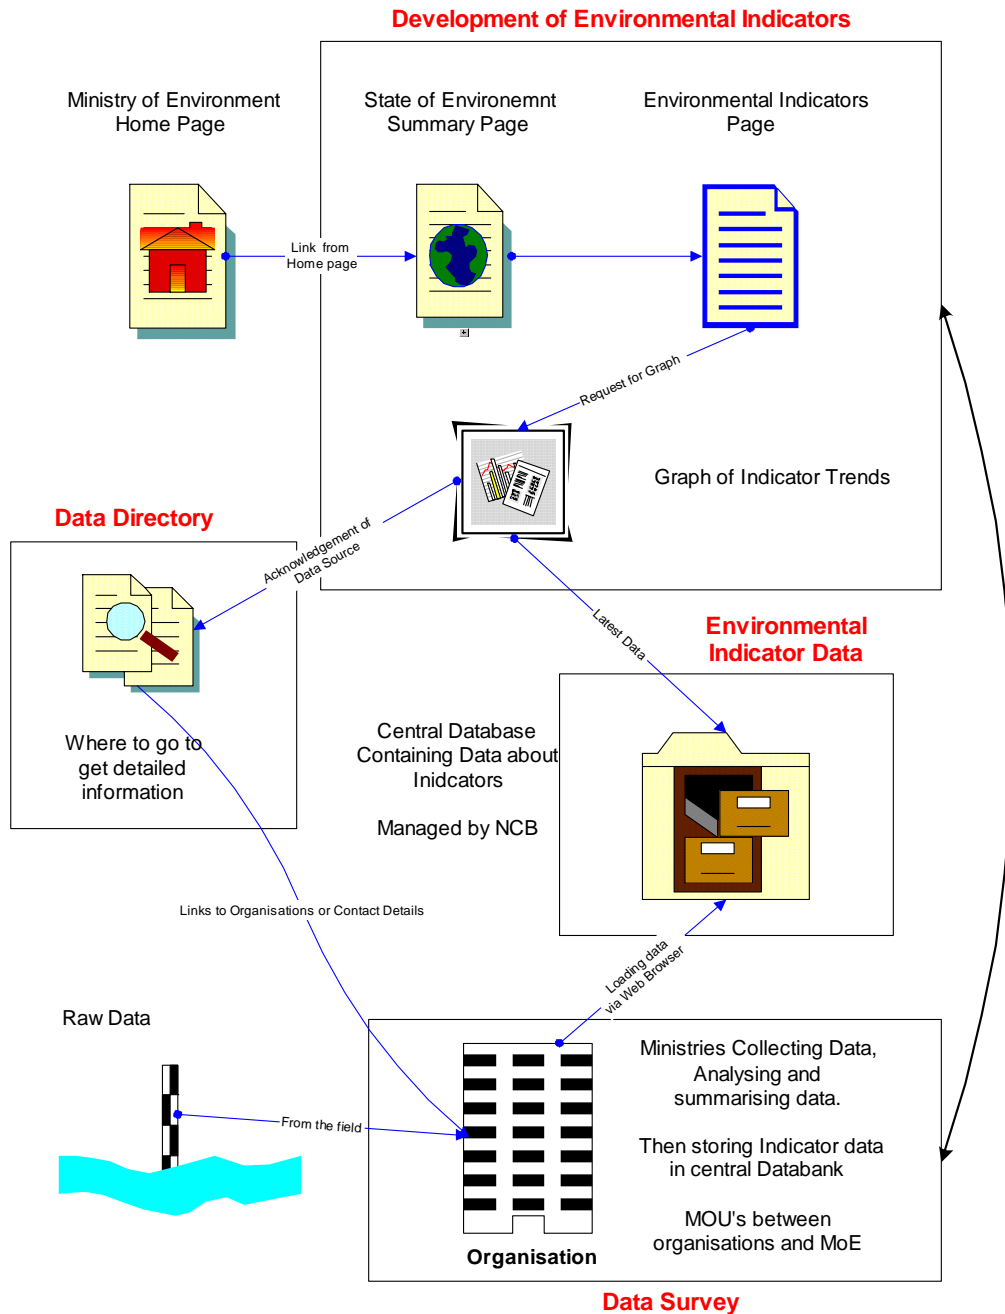 Development of Environmental Indicators
Ministry of Environment
Home Page
State of Environemnt
Summary Page
Environmental Indicators
Page
Link from
Home page
Request for Graph
Graph of Indicator Trends
Data Directory
Acknowledgement of
Data Source
Latest Data
Environmental
Indicator Data
Where to go to
get detailed
information
Central Database
Containing Data about
Inidcators
Managed by NCB
Links to Organisations or Contact Details
Loading data
via Web Browser
Raw Data
From the field
Ministries Collecting Data,
Analysing and
summarising data.
Then storing Indicator data
in central Databank
MOU's between
organisations and MoE
Organisation
Data Survey